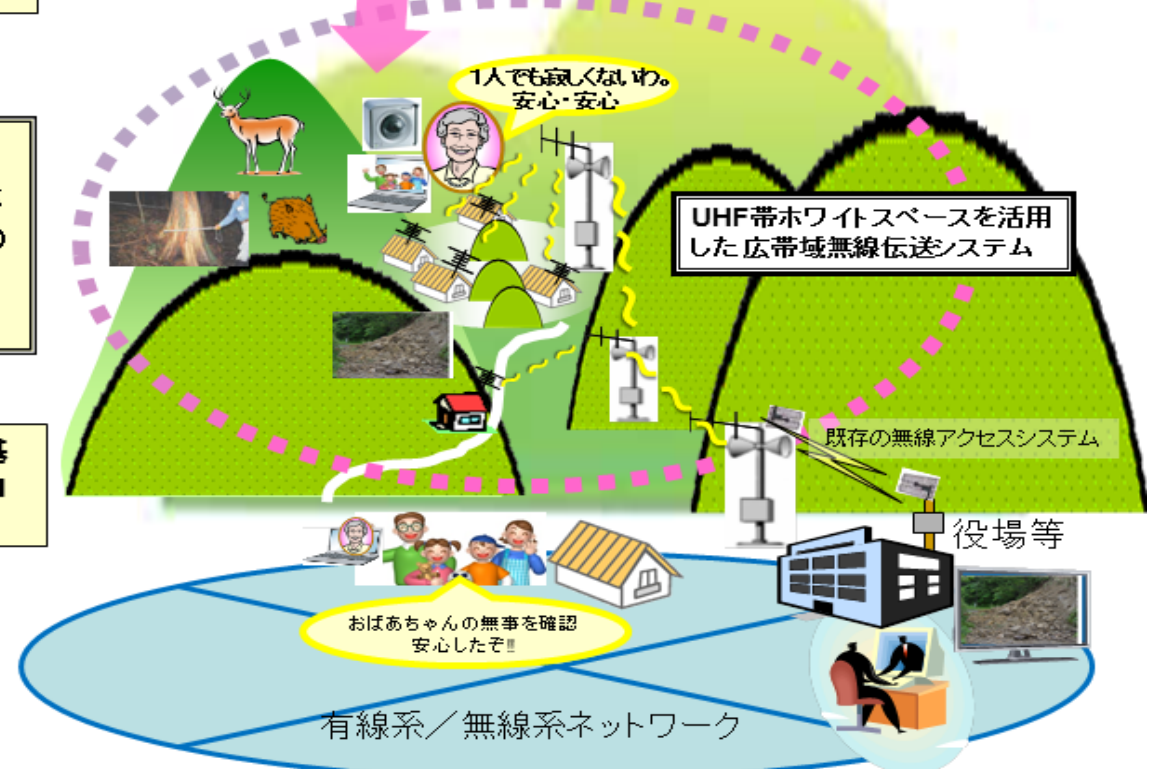 1人でも寂しくないわ。
安心・安心
の
UHF帯ホワイトスペースを活用
した広帯域無線伝送システム
既存の無線アクセスシステム
役場等
おばあちゃんの無事を確認
安心したぞ!!
有線系／無線系ネットワーク